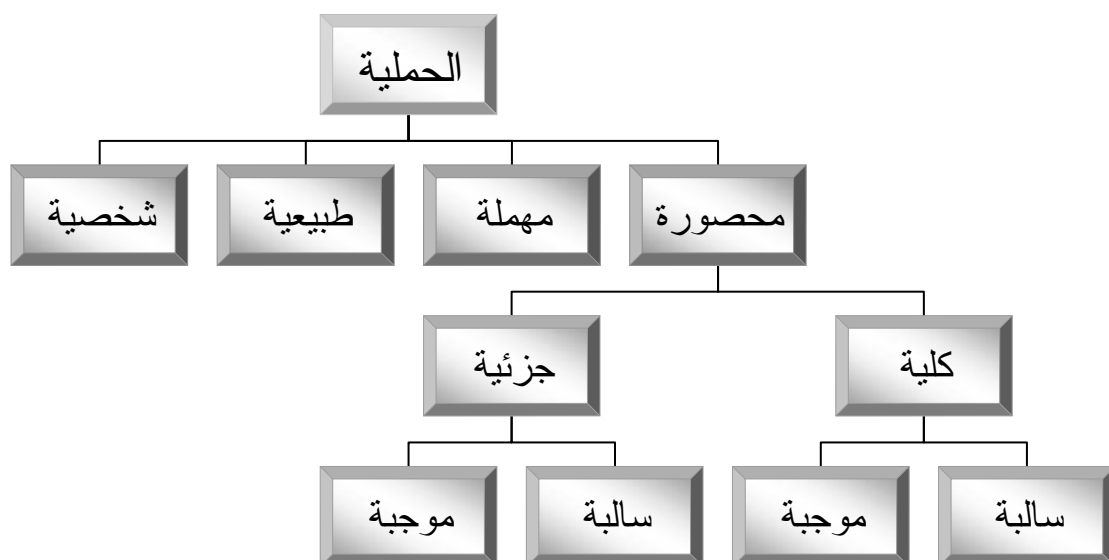 الحملية
محصورة
مهملة
طبيعية
شخصية
كلية
جزئية
سالبة
موجبة
سالبة
موجبة